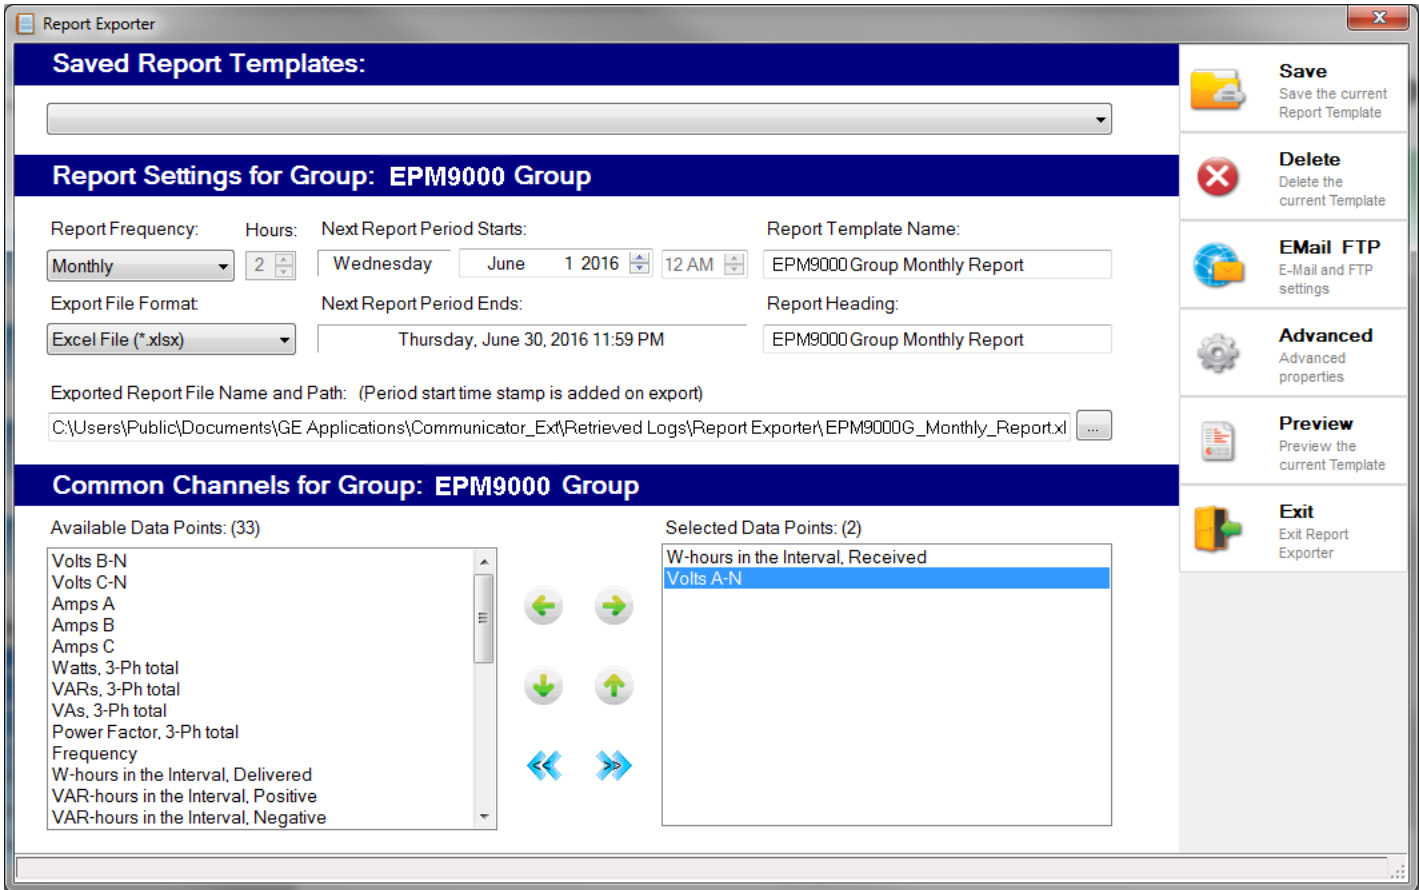 Report Exporter
Saved Report Templates:
Report Settings for Group: EPM9000 Group
Report Frequency:
Hours:
Next Report Period Starts:
Report Template Name:
Monthly
2
Wednesday June 1 2016
12 AM
EPM9000 Group Monthly Report
Export File Format:
Next Report Period Ends:
Report Heading:
Excel File (*.xlsx)
Thursday, June 30, 2016 11:59 PM
EPM9000 Group Monthly Report
Exported Report File Name and Path: (Period start time stamp is added on export)
C:\Users\Public\Documents\GE Applications\Communicator_Ext\Retrieved Logs\Report Exporter\EPM9000G_Monthly_Report.xl
...
Common Channels for Group: EPM9000 Group
Available Data Points: (33)
Volts B-N
Volts C-N
Amps A
Amps B
Amps C
Watts, 3-Ph total
VARs, 3-Ph total
VAs, 3-Ph total
Power Factor, 3-Ph total
Frequency
W-hours in the Interval, Delivered
VAR-hours in the Interval, Positive
VAR-hours in the Interval, Negative
<<
>>
Selected Data Points: (2)
W-hours in the Interval, Received
Volts A-N
Save
Save the current
Report Template
Delete
Delete the
current Template
EMail FTP
E-Mail and FTP
settings
Advanced
Advanced
properties
Preview
Preview the
current Template
Exit
Exit Report
Exporter